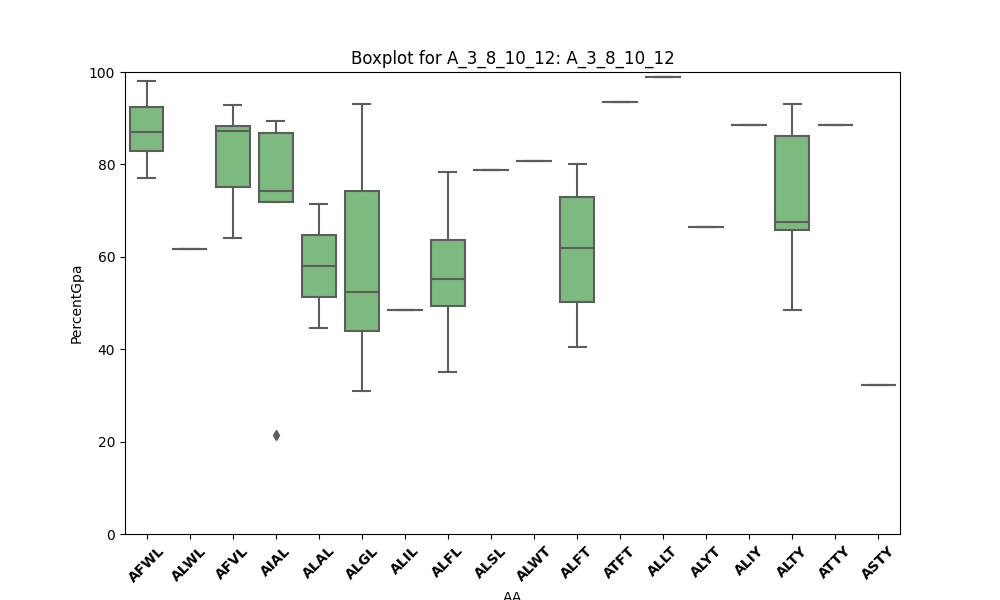 Boxplot for A_3_8_10_12: A_3_8_10_12
100
80
60
40
20
0
PercentGpa
AFWL ALWL AFVL AIAL ALAL ALGL ALIL ALFL ALSL ALWT ALFT ATFT ALLT ALYT ALIY ALTY ATTY ASTY
AA